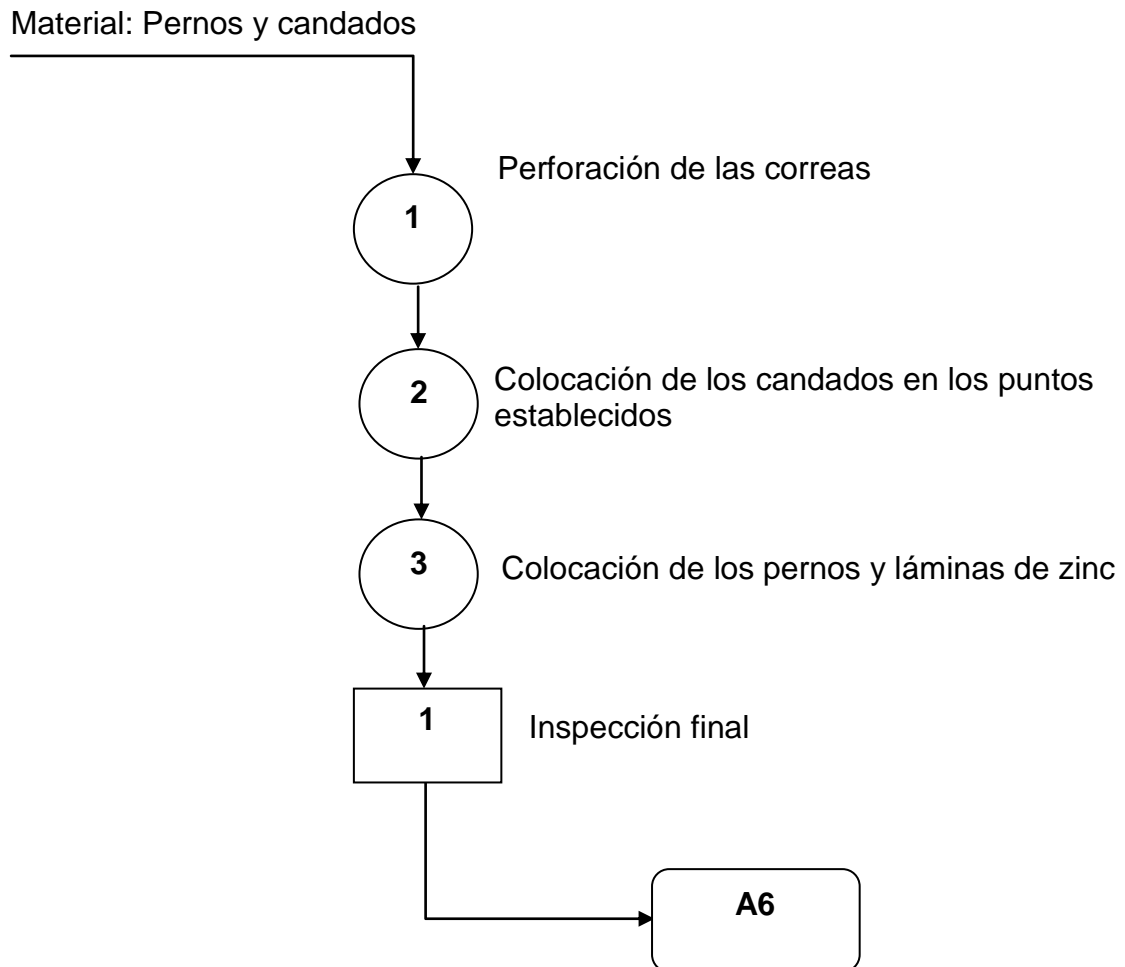 Material: Pernos y candados
Perforación de las correas
1
2
Colocación de los candados en los puntos
establecidos
3
Colocación de los pernos y láminas de zinc
1
Inspección final
A6